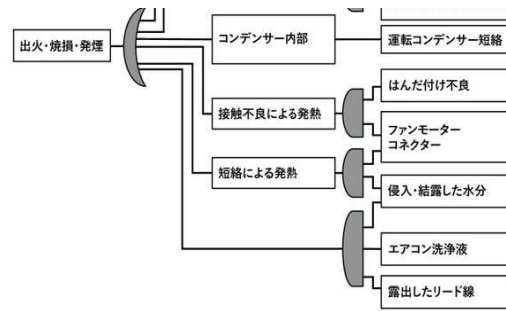 出火・焼損・発煙
コンデンサー内部
運転コンデンサー短絡
はんだ付け不良
接触不良による発熱
ファンモーター
コネクター
短絡による発熱
侵入・結露した水分
エアコン洗浄液
露出したリード線